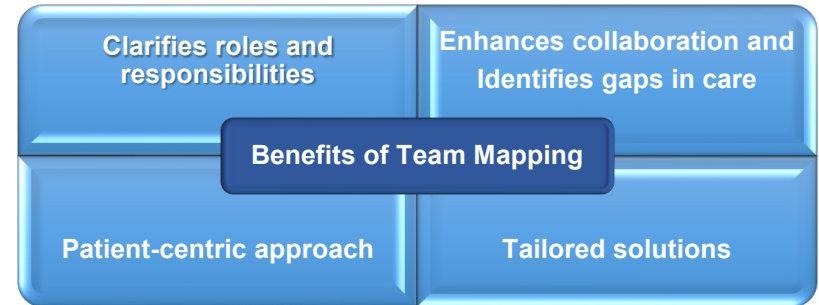 Clarifies roles and
responsibilities
Enhances collaboration and
Identifies gaps in care
Benefits of Team Mapping
Patient-centric approach
Tailored solutions